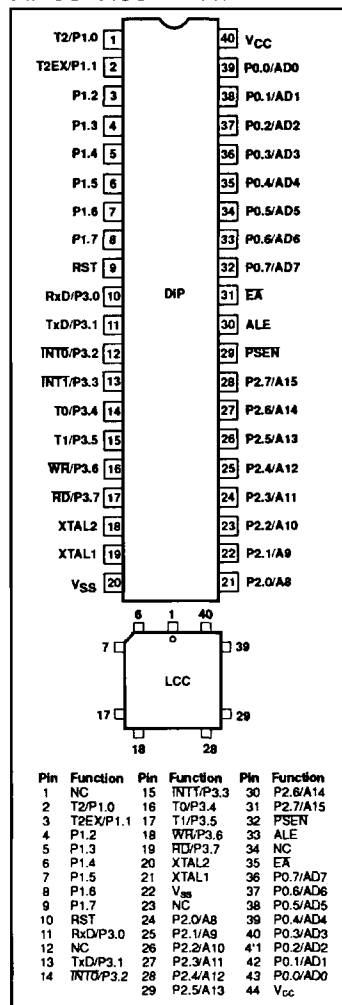 T2/P1.0 1 40 VCC
T2EX/P1.1 2 39 P0.0/AD0
P1.2 3 38 P0.1/AD1
P1.3 4 37 P0.2/AD2
P1.4 5 36 P0.3/AD3
P1.5 6 35 P0.4/AD4
P1.6 7 34 P0.5/AD5
P1.7 8 33 P0.6/AD6
RST 9 32 P0.7/AD7
RxD/P3.0 10 DIP 31 EA
TxD/P3.1 11 30 ALE
INT0/P3.2 12 29 PSEN
INT1/P3.3 13 28 P2.7/A15
T0/P3.4 14 27 P2.6/A14
T1/P3.5 15 26 P2.5/A13
WR/P3.6 16 25 P2.4/A12
RD/P3.7 17 24 P2.3/A11
XTAL2 18 23 P2.2/A10
XTAL1 19 22 P2.1/A9
VSS 20 21 P2.0/A8
6 1 40
7 39
LCC
17 29
18 28
Pin Function Pin Function Pin Function
1 NC 15 INT1/P3.3 30 P2.6/A14
2 T2/P1.0 16 T0/P3.4 31 P2.7/A15
3 T2EX/P1.1 17 T1/P3.5 32 PSEN
4 P1.2 18 WR/P3.6 33 ALE
5 P1.3 19 RD/P3.7 34 NC
6 P1.4 20 XTAL2 35 EA
7 P1.5 21 XTAL1 36 P0.7/AD7
8 P1.6 22 Vss 37 P0.6/AD6
9 P1.7 23 NC 38 P0.5/AD5
10 RST 24 P2.0/A8 39 P0.4/AD4
11 RxD/P3.0 25 P2.1/A9 40 P0.3/AD3
12 NC 26 P2.2/A10 4'1 P0.2/AD2
13 TxD/P3.1 27 P2.3/A11 42 P0.1/AD1
14 INT0/P3.2 28 P2.4/A12 43 P0.0/AD0
29 P2.5/A13 44 Vcc